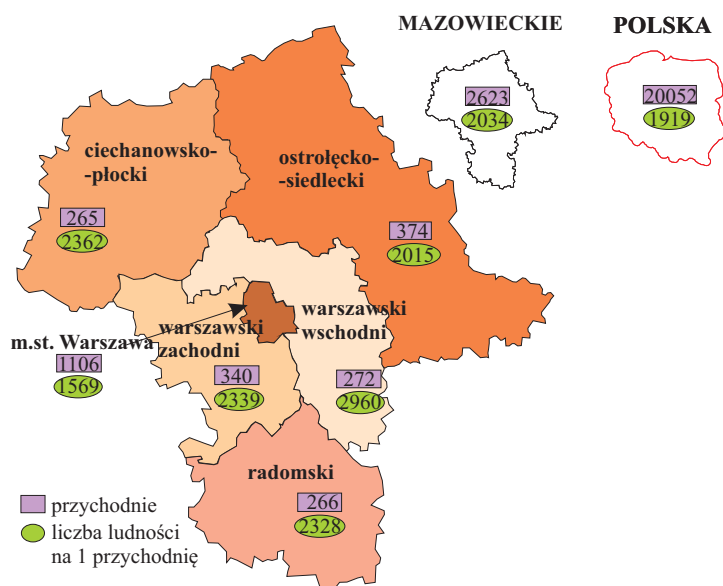 MAZOWIECKIE
2623
2034
POLSKA
20052
1919
ciechanowsko-
-płocki
265
2362
ostrołęcko-
-siedlecki
374
2015
m.st. Warszawa
1106
1569
warszawski
zachodni
340
2339
warszawski
wschodni
272
2960
radomski
266
2328
przychodnie
liczba ludności
na 1 przychodnię